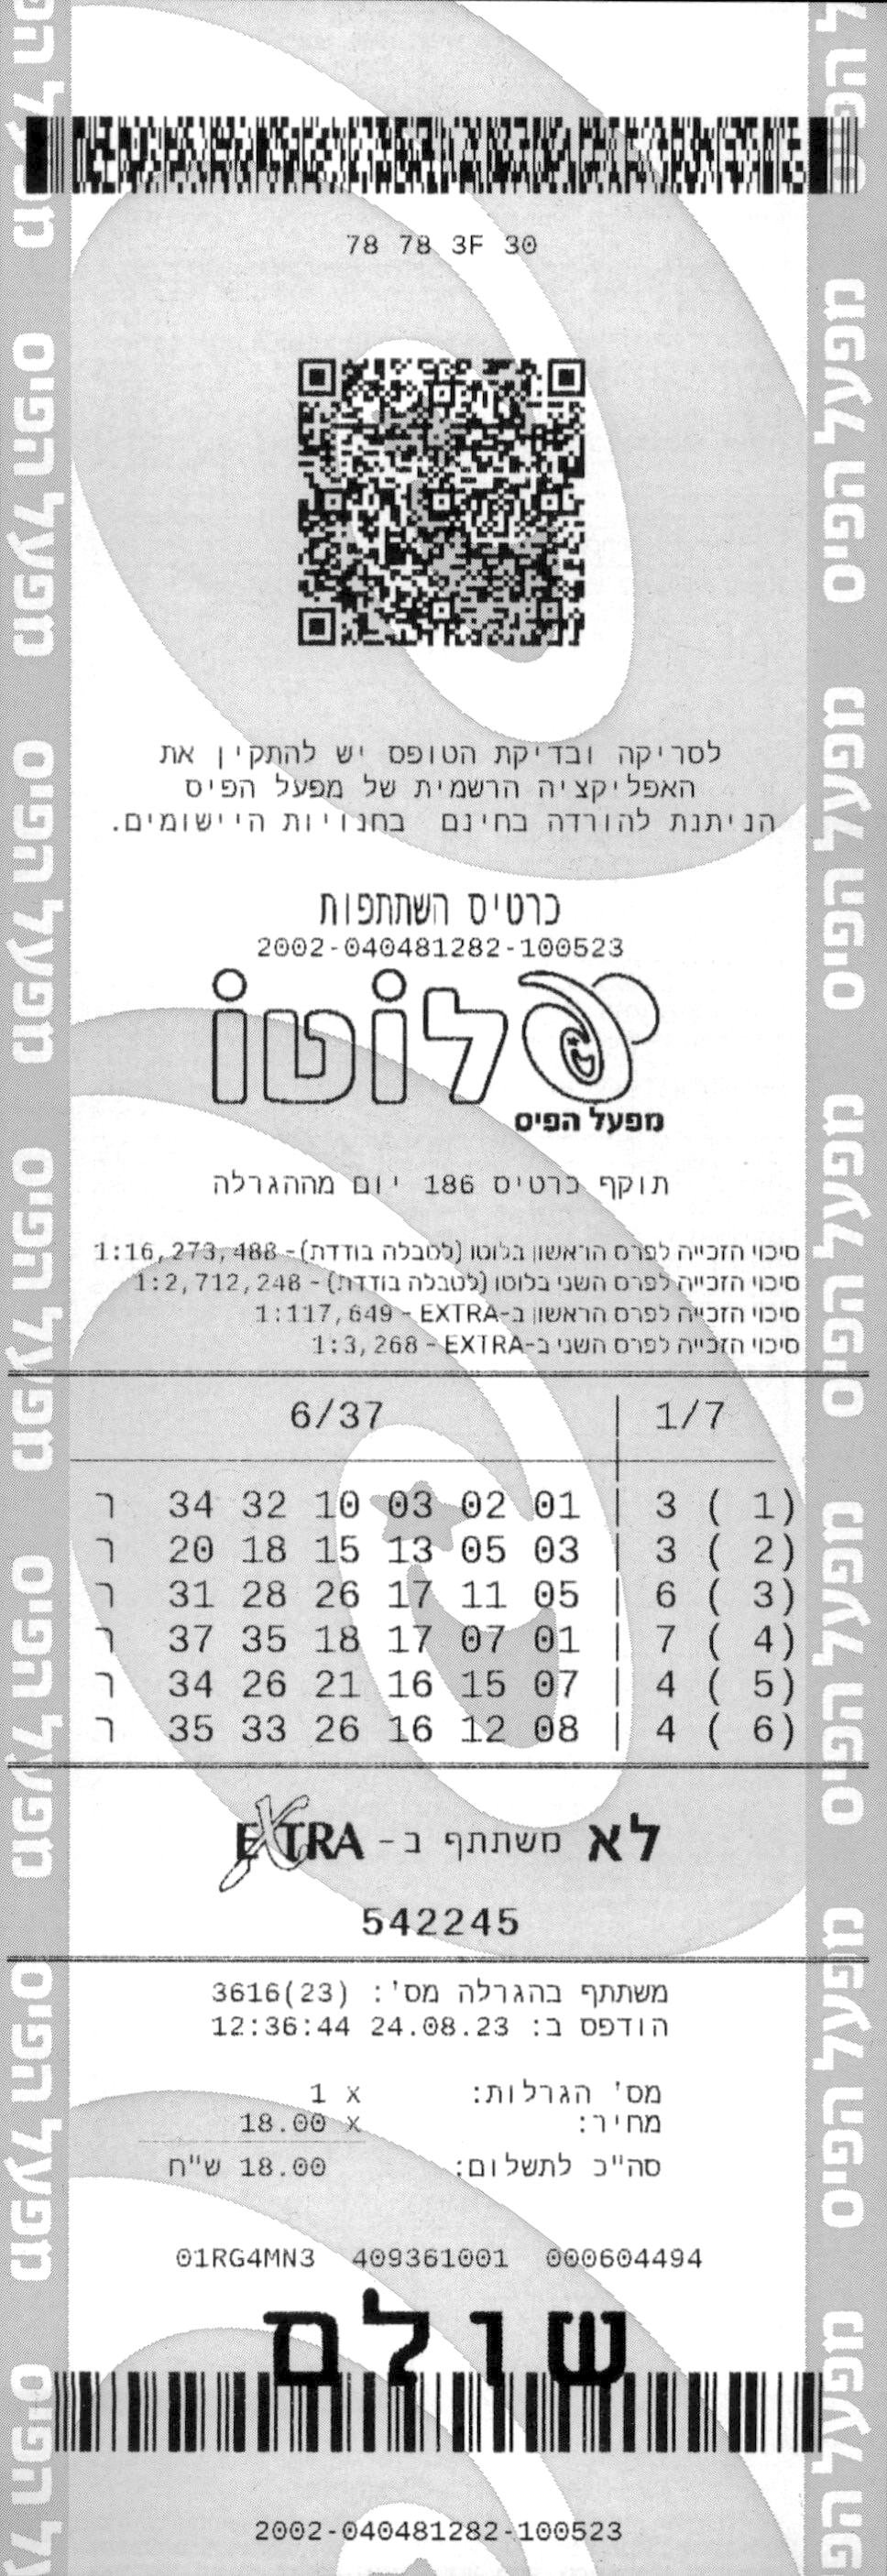 78 78 3F 30
לסריקה ובדיקת הטופס יש להתקין את
האפליקציה הרשמית של מפעל הפיס
הניתנת להורדה בחינם בחנויות היישומים.
כרטיס השתתפות
2002-040481282-100523
לוטו
מפעל הפיס
תוקף כרטיס 186 יום מההגרלה
סיכוי הזכייה לפרס הראשון בלוטו (לטבלה בודדת)- 1:16,273,488
סיכוי הזכייה לפרס השני בלוטו (לטבלה בודדת) - 1:2,712,248
סיכוי הזכייה לפרס הראשון ב-EXTRA - 1:117,649
סיכוי הזכייה לפרס השני ב-EXTRA - 1:3,268
6/37 | 1/7
ר 34 32 10 03 02 01 | 3 ( 1)
ר 20 18 15 13 05 03 | 3 ( 2)
ר 31 28 26 17 11 05 | 6 ( 3)
ר 37 35 18 17 07 01 | 7 ( 4)
ר 34 26 21 16 15 07 | 4 ( 5)
ר 35 33 26 16 12 08 | 4 ( 6)
לא משתתף ב- EXTRA
542245
משתתף בהגרלה מס': 3616(23)
הודפס ב: 24.08.23 12:36:44
מס' הגרלות: x 1
מחיר: x 18.00
סה"כ לתשלום: 18.00 ש"ח
01RG4MN3 409361001 000604494
שולם
2002-040481282-100523
מפעל הפיס מפעל הפיס מפעל הפיס מפעל הפיס מפעל הפיס
מפעל הפיס מפעל הפיס מפעל הפיס מפעל הפיס מפעל הפיס